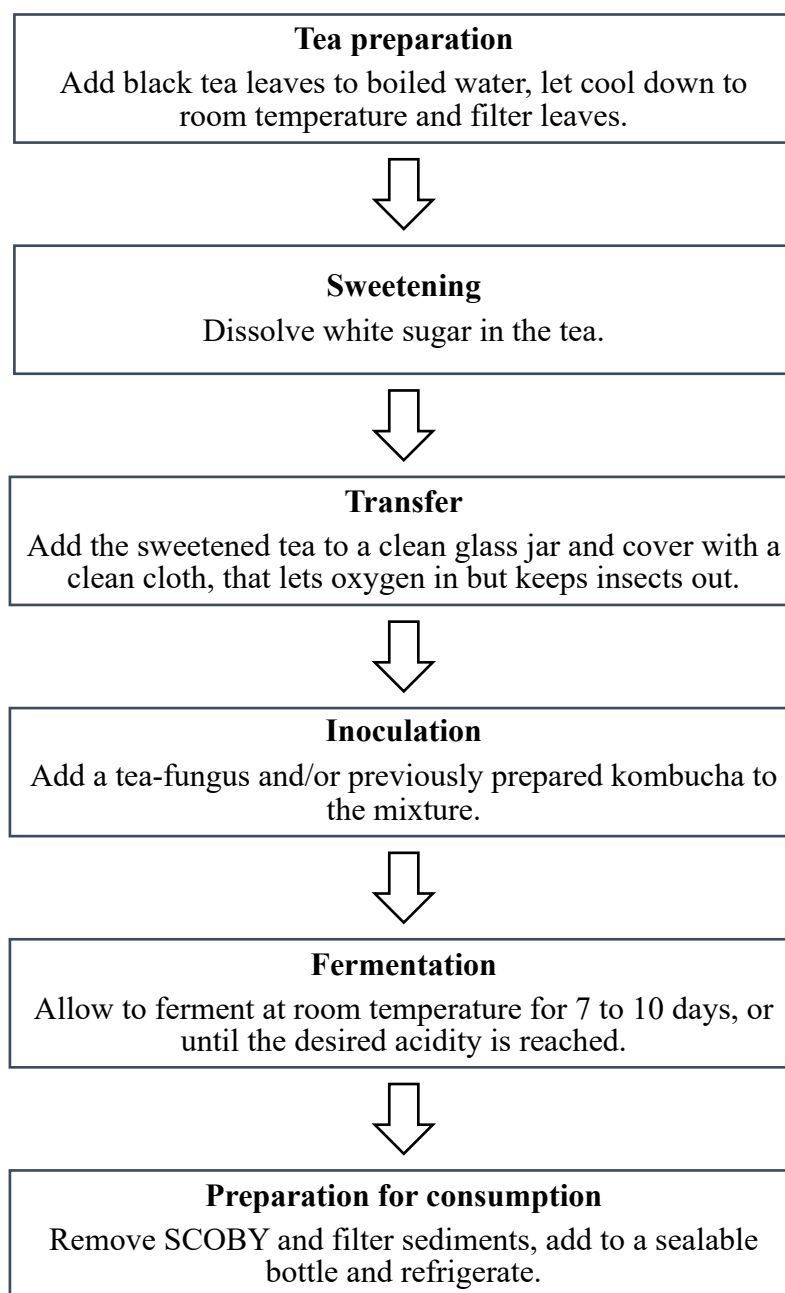 Tea preparation
Add black tea leaves to boiled water, let cool down to
room temperature and filter leaves.
Sweetening
Dissolve white sugar in the tea.
Transfer
Add the sweetened tea to a clean glass jar and cover with a
clean cloth, that lets oxygen in but keeps insects out.
Inoculation
Add a tea-fungus and/or previously prepared kombucha to
the mixture.
Fermentation
Allow to ferment at room temperature for 7 to 10 days, or
until the desired acidity is reached.
Preparation for consumption
Remove SCOBY and filter sediments, add to a sealable
bottle and refrigerate.